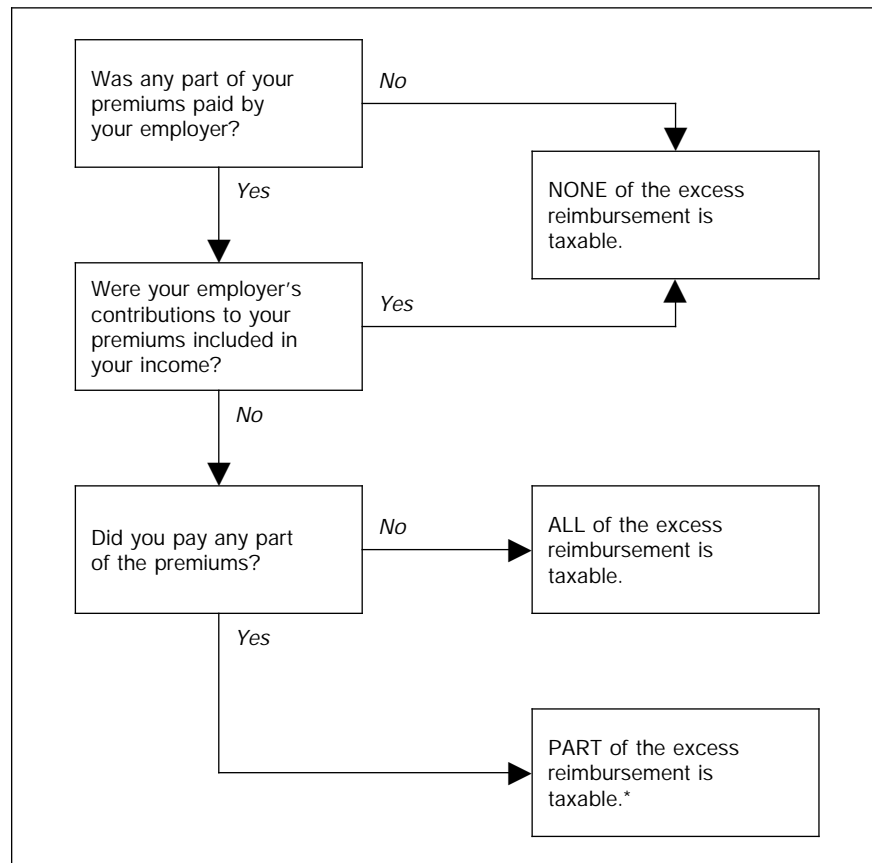 Was any part of your
premiums paid by
your employer?
No
Yes
NONE of the excess
reimbursement is
taxable.
Were your employer's
contributions to your
premiums included in
your income?
Yes
No
Did you pay any part
of the premiums?
No
ALL of the excess
reimbursement is
taxable.
Yes
PART of the excess
reimbursement is
taxable.*